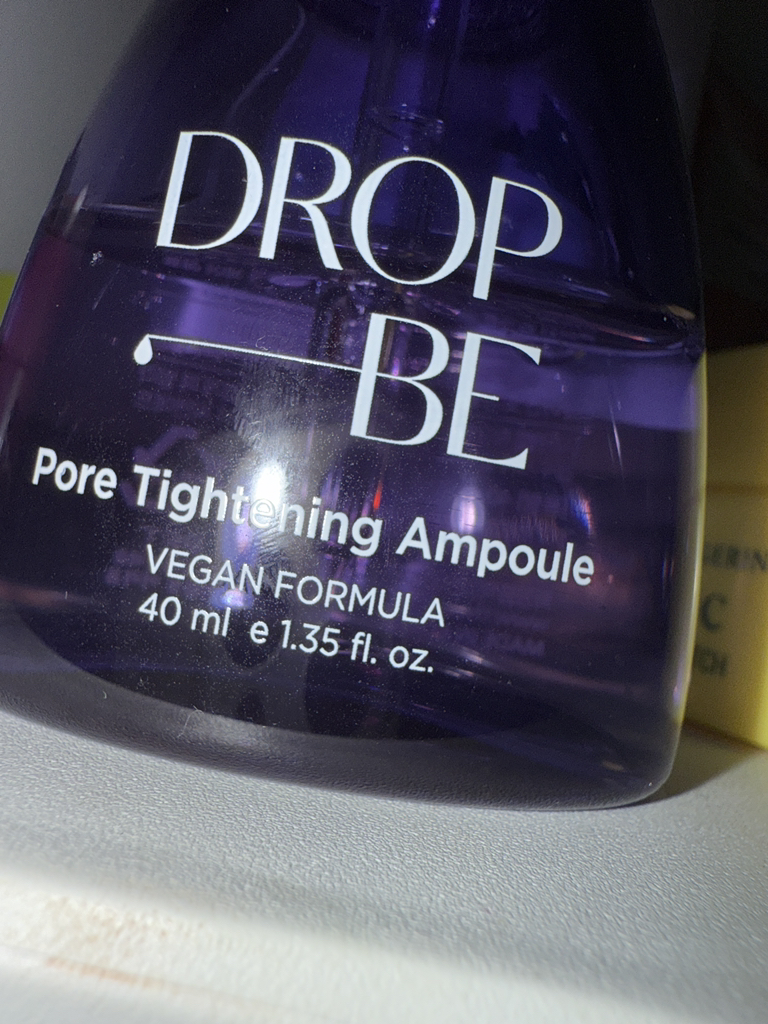 DROP
BE
Pore Tightening Ampoule
VEGAN FORMULA
40 ml e 1.35 fl. oz.
C